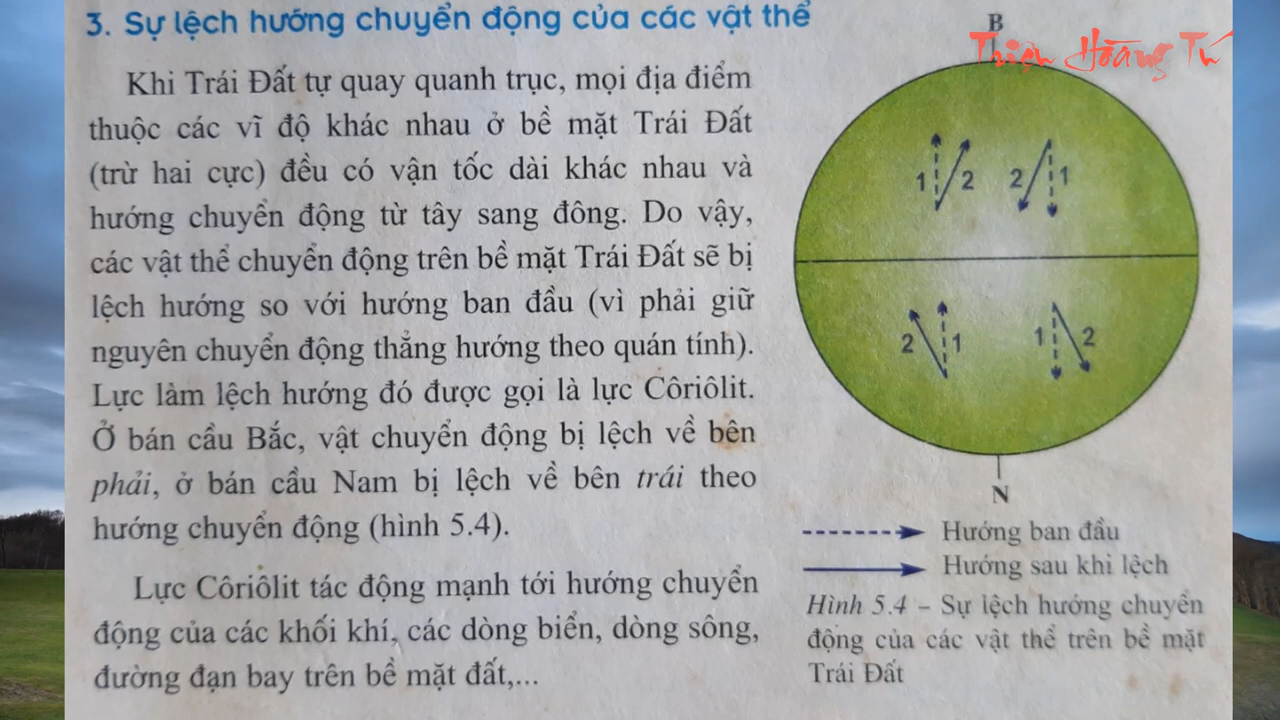 3. Sự lệch hướng chuyển động của các vật thể
Khi Trái Đất tự quay quanh trục, mọi địa điểm
thuộc các vĩ độ khác nhau ở bề mặt Trái Đất
(trừ hai cực) đều có vận tốc dài khác nhau và
hướng chuyển động từ tây sang đông. Do vậy,
các vật thể chuyển động trên bề mặt Trái Đất sẽ bị
lệch hướng so với hướng ban đầu (vì phải giữ
nguyên chuyển động thẳng hướng theo quán tính).
Lực làm lệch hướng đó được gọi là lực Côriôlit.
Ở bán cầu Bắc, vật chuyển động bị lệch về bên
phải, ở bán cầu Nam bị lệch về bên trái theo
hướng chuyển động (hình 5.4).
Lực Côriôlit tác động mạnh tới hướng chuyển
động của các khối khí, các dòng biển, dòng sông,
đường đạn bay trên bề mặt đất,...
B
Thiện Hoàng Tú
1 2 2 1
2 1 1 2
N
Hướng ban đầu
Hướng sau khi lệch
Hình 5.4 – Sự lệch hướng chuyển
động của các vật thể trên bề mặt
Trái Đất